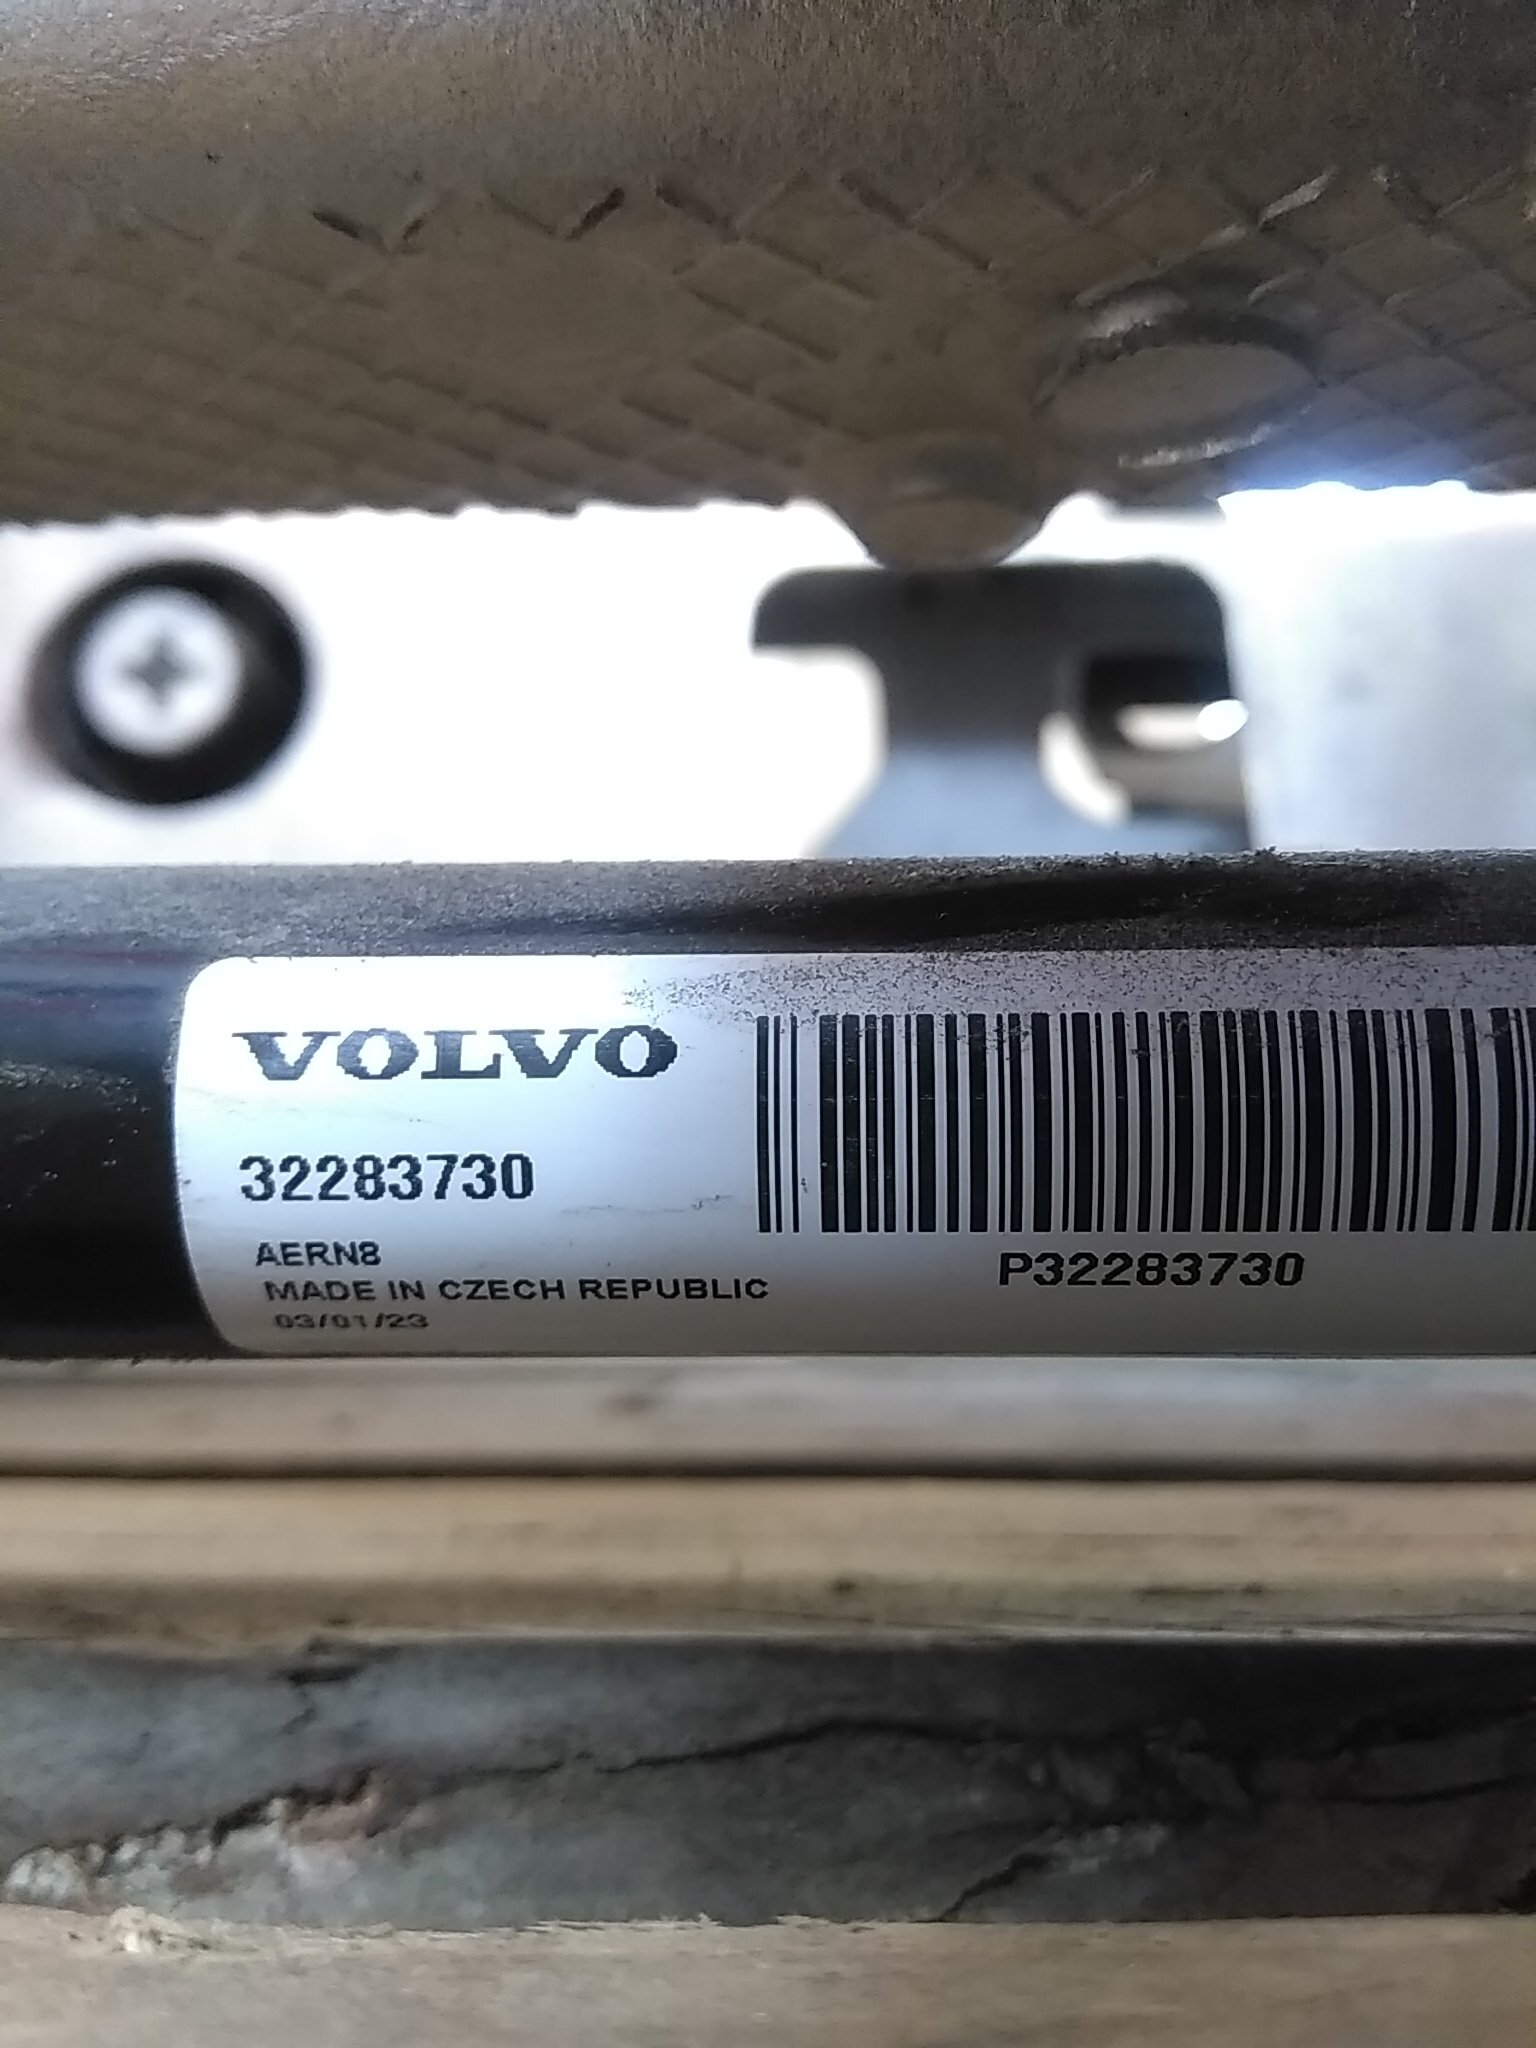 VOLVO
32283730
AERN8
MADE IN CZECH REPUBLIC
03/01/23
P32283730